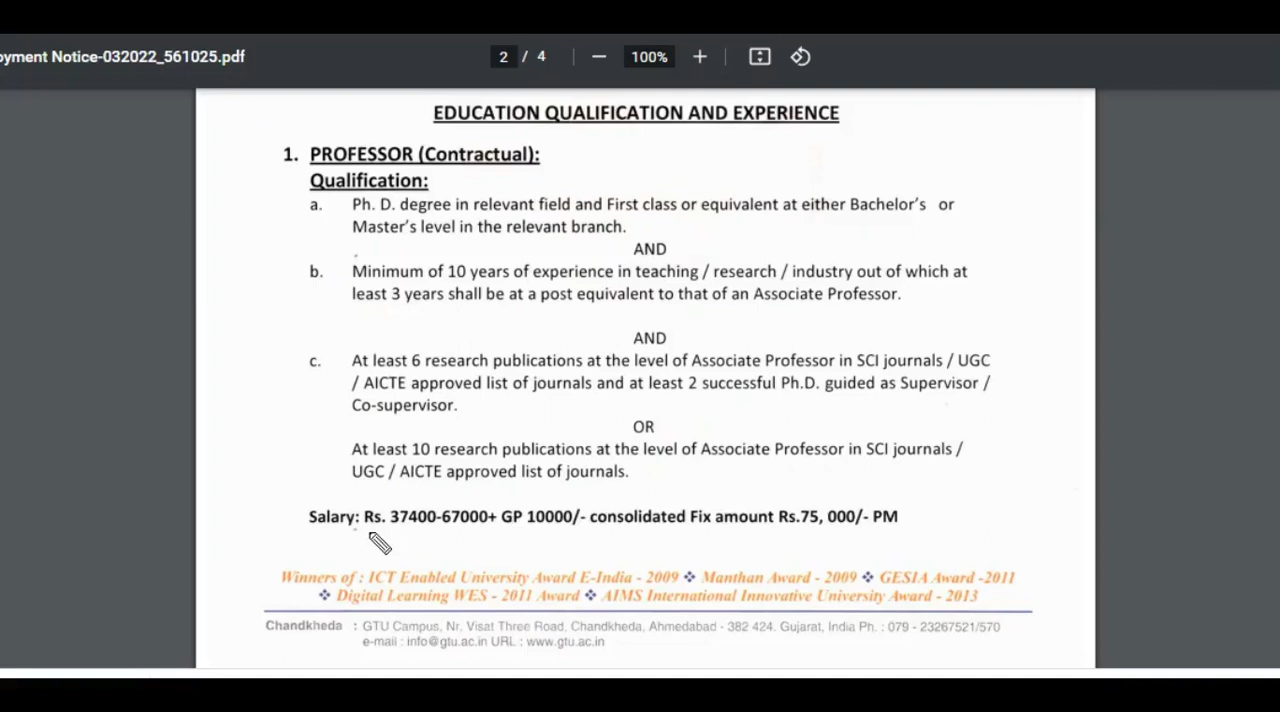 oyment Notice-032022_561025.pdf
2 / 4
100%
EDUCATION QUALIFICATION AND EXPERIENCE
1. PROFESSOR (Contractual):
Qualification:
a. Ph. D. degree in relevant field and First class or equivalent at either Bachelor's or
Master's level in the relevant branch.
AND
b. Minimum of 10 years of experience in teaching / research / industry out of which at
least 3 years shall be at a post equivalent to that of an Associate Professor.
AND
c. At least 6 research publications at the level of Associate Professor in SCI journals / UGC
/ AICTE approved list of journals and at least 2 successful Ph.D. guided as Supervisor /
Co-supervisor.
OR
At least 10 research publications at the level of Associate Professor in SCI journals /
UGC / AICTE approved list of journals.
Salary: Rs. 37400-67000+ GP 10000/- consolidated Fix amount Rs.75, 000/- PM
Winners of : ICT Enabled University Award E-India - 2009 ❖ Manthan Award - 2009 ❖ GESIA Award -2011
❖ Digital Learning WES - 2011 Award ❖ AIMS International Innovative University Award - 2013
Chandkheda : GTU Campus, Nr. Visat Three Road, Chandkheda, Ahmedabad - 382 424. Gujarat, India Ph. : 079 - 23267521/570
e-mail : info@gtu.ac.in URL : www.gtu.ac.in